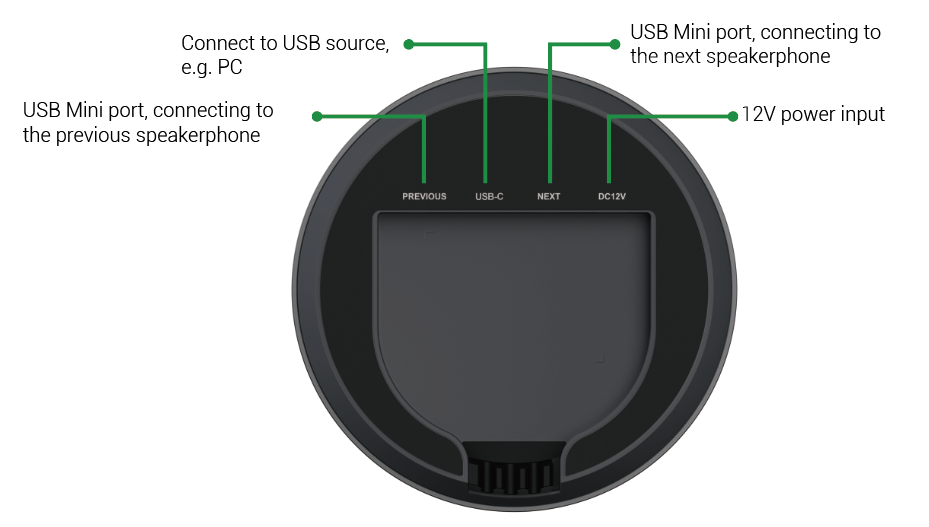 Connect to USB source,
e.g. PC
USB Mini port, connecting to
the next speakerphone
USB Mini port, connecting to
the previous speakerphone
12V power input
PREVIOUS
USB-C
NEXT
DC12V